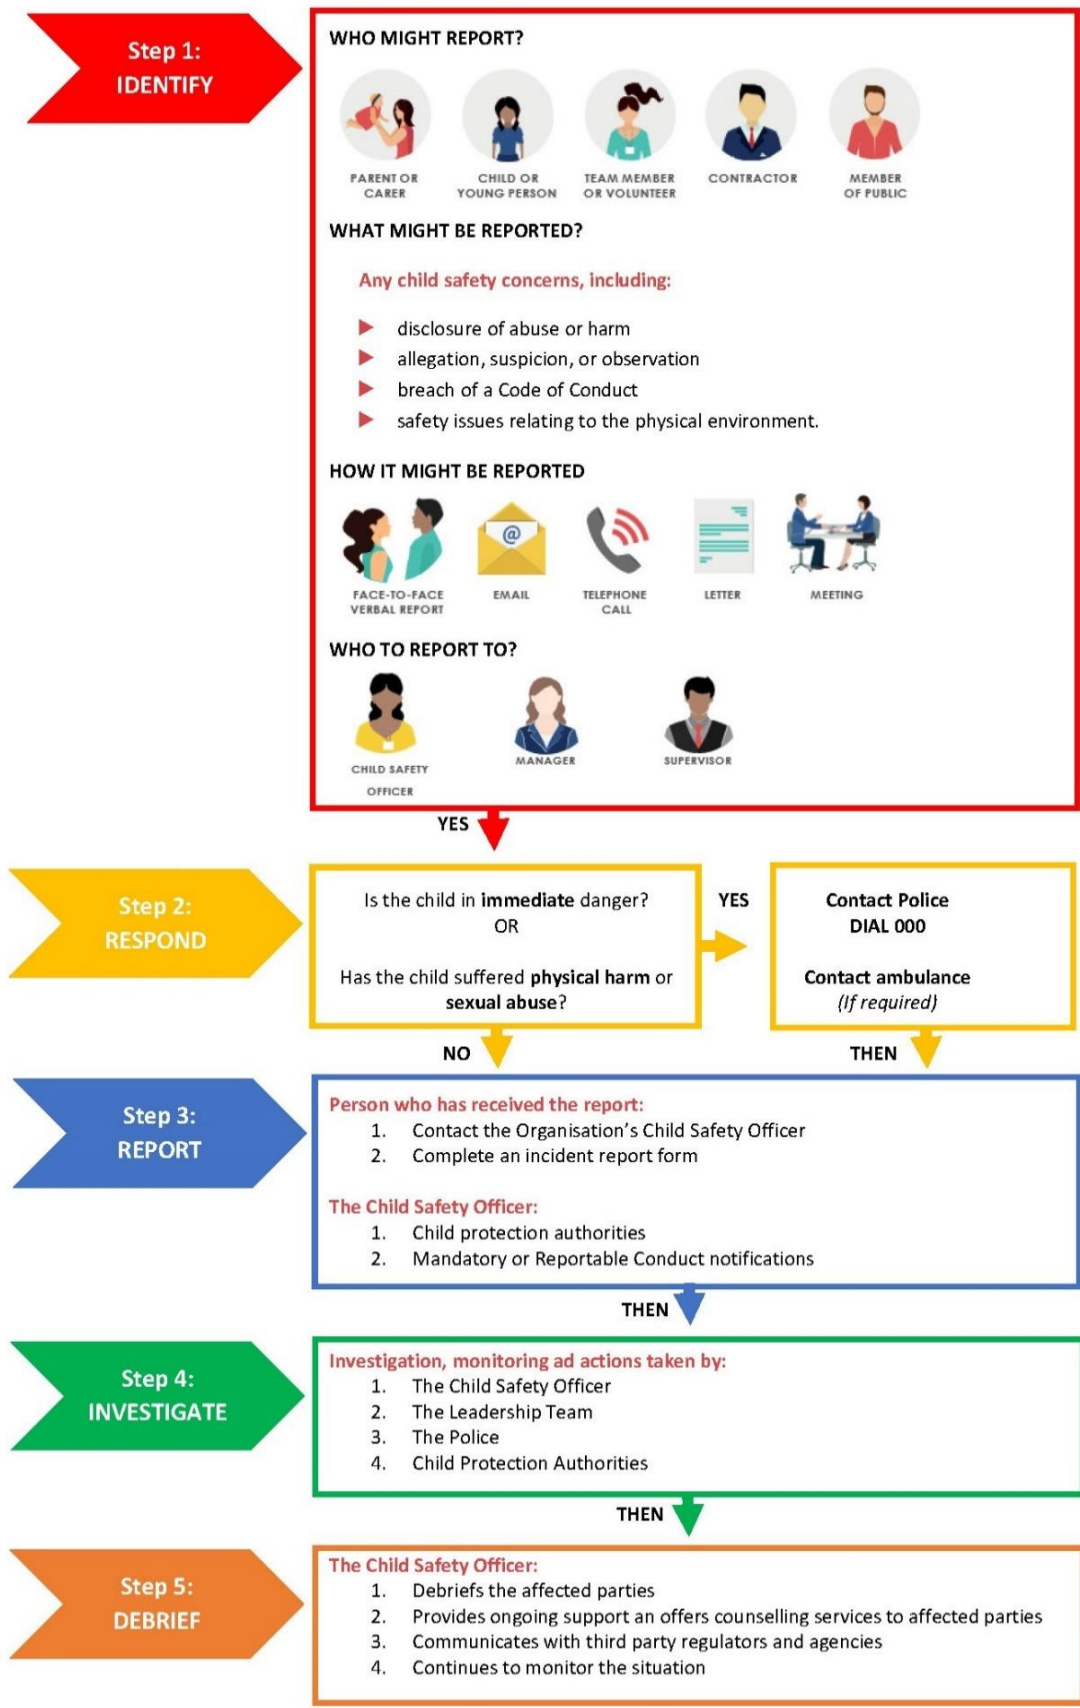 Step 1:
IDENTIFY
WHO MIGHT REPORT?
PARENT OR
CARER
CHILD OR
YOUNG PERSON
TEAM MEMBER
OR VOLUNTEER
CONTRACTOR
MEMBER
OF PUBLIC
WHAT MIGHT BE REPORTED?
Any child safety concerns, including:
disclosure of abuse or harm
allegation, suspicion, or observation
breach of a Code of Conduct
safety issues relating to the physical environment.
HOW IT MIGHT BE REPORTED
@
FACE-TO-FACE
VERBAL REPORT
EMAIL
TELEPHONE
CALL
LETTER
MEETING
WHO TO REPORT TO?
CHILD SAFETY
OFFICER
MANAGER
SUPERVISOR
YES
Step 2:
RESPOND
Is the child in immediate danger?
OR
Has the child suffered physical harm or
sexual abuse?
YES
Contact Police
DIAL 000
Contact ambulance
(If required)
NO
THEN
Step 3:
REPORT
Person who has received the report:
1. Contact the Organisation's Child Safety Officer
2. Complete an incident report form
The Child Safety Officer:
1. Child protection authorities
2. Mandatory or Reportable Conduct notifications
THEN
Step 4:
INVESTIGATE
Investigation, monitoring ad actions taken by:
1. The Child Safety Officer
2. The Leadership Team
3. The Police
4. Child Protection Authorities
THEN
Step 5:
DEBRIEF
The Child Safety Officer:
1. Debriefs the affected parties
2. Provides ongoing support an offers counselling services to affected parties
3. Communicates with third party regulators and agencies
4. Continues to monitor the situation